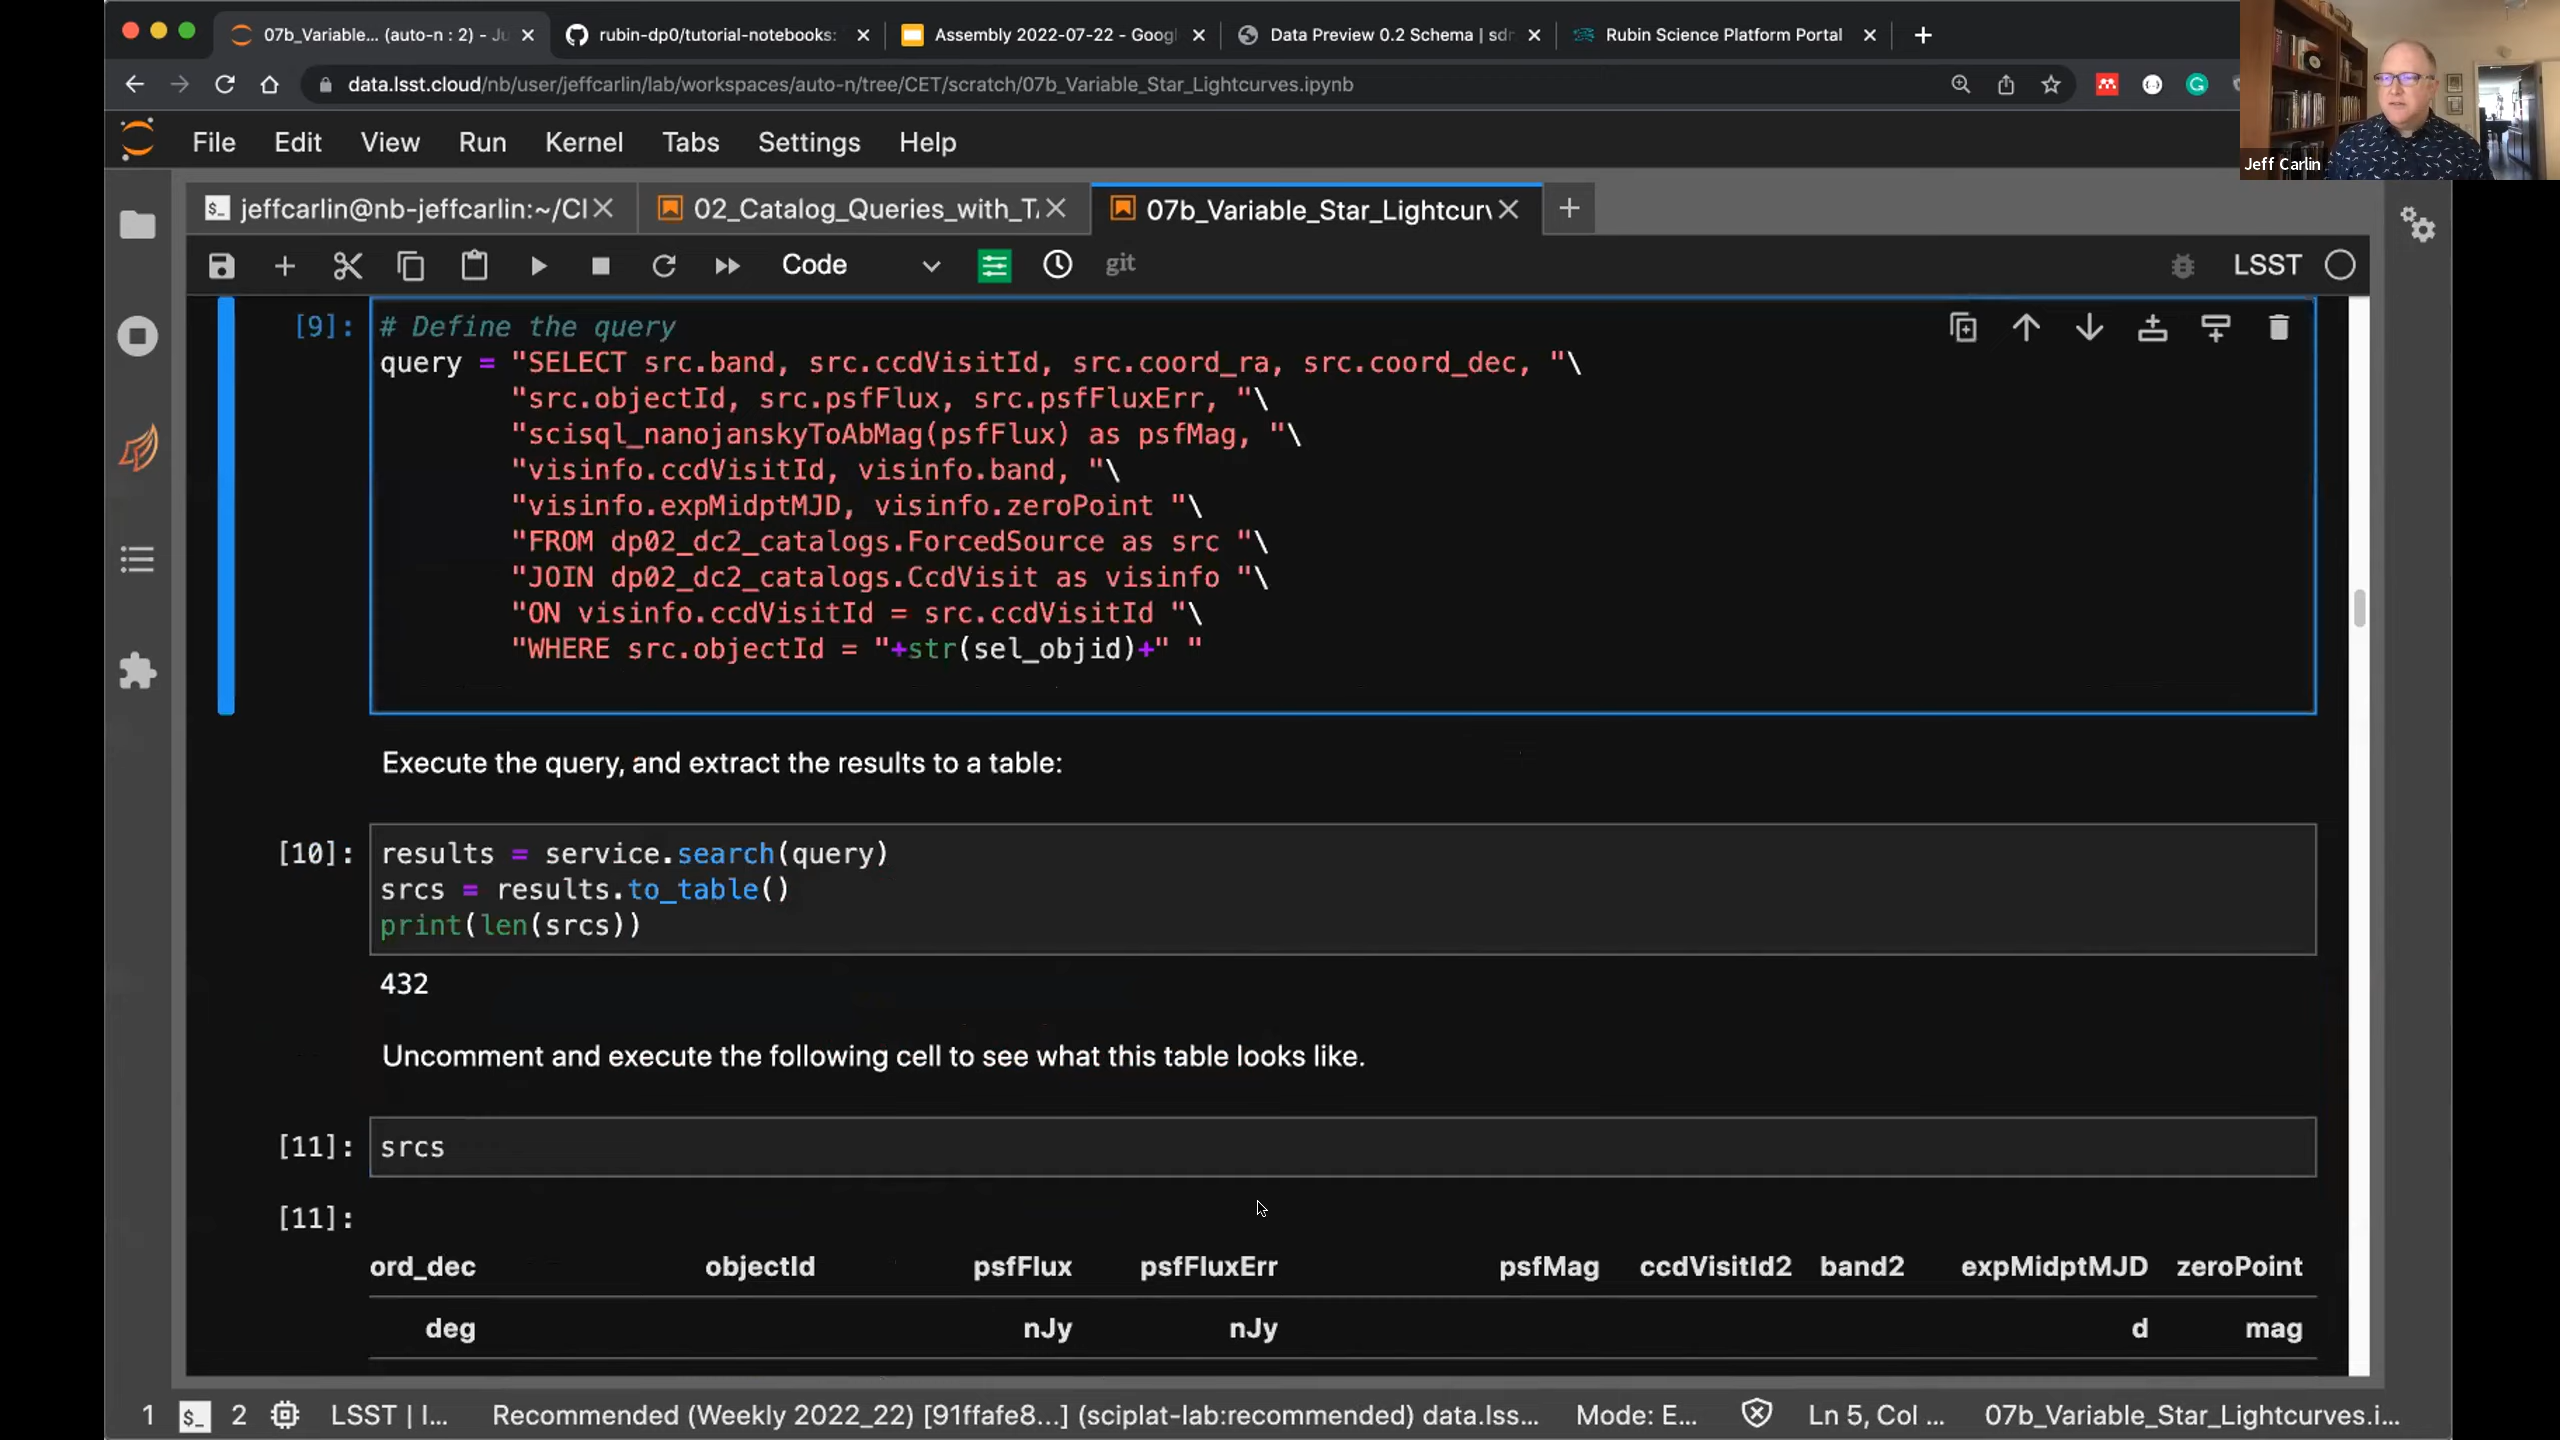 07b_Variable... (auto-n : 2) - Ju
rubin-dp0/tutorial-notebooks:
Assembly 2022-07-22 - Googl
Data Preview 0.2 Schema | sdr
Rubin Science Platform Portal
data.lsst.cloud/nb/user/jeffcarlin/lab/workspaces/auto-n/tree/CET/scratch/07b_Variable_Star_Lightcurves.ipynb
Jeff Carlin
File Edit View Run Kernel Tabs Settings Help
jeffcarlin@nb-jeffcarlin:~/CI
02_Catalog_Queries_with_T
07b_Variable_Star_Lightcurv
Code
git
LSST
[9]:
# Define the query
query = "SELECT src.band, src.ccdVisitId, src.coord_ra, src.coord_dec, "\
"src.objectId, src.psfFlux, src.psfFluxErr, "\
"scisql_nanojanskyToAbMag(psfFlux) as psfMag, "\
"visinfo.ccdVisitId, visinfo.band, "\
"visinfo.expMidptMJD, visinfo.zeroPoint "\
"FROM dp02_dc2_catalogs.ForcedSource as src "\
"JOIN dp02_dc2_catalogs.CcdVisit as visinfo "\
"ON visinfo.ccdVisitId = src.ccdVisitId "\
"WHERE src.objectId = "+str(sel_objid)+" "
Execute the query, and extract the results to a table:
[10]:
results = service.search(query)
srcs = results.to_table()
print(len(srcs))
432
Uncomment and execute the following cell to see what this table looks like.
[11]:
srcs
[11]:
ord_dec objectId psfFlux psfFluxErr psfMag ccdVisitId2 band2 expMidptMJD zeroPoint
deg nJy nJy d mag
1 $_ 2 LSST | I... Recommended (Weekly 2022_22) [91ffafe8...] (sciplat-lab:recommended) data.lss... Mode: E... Ln 5, Col ... 07b_Variable_Star_Lightcurves.i...